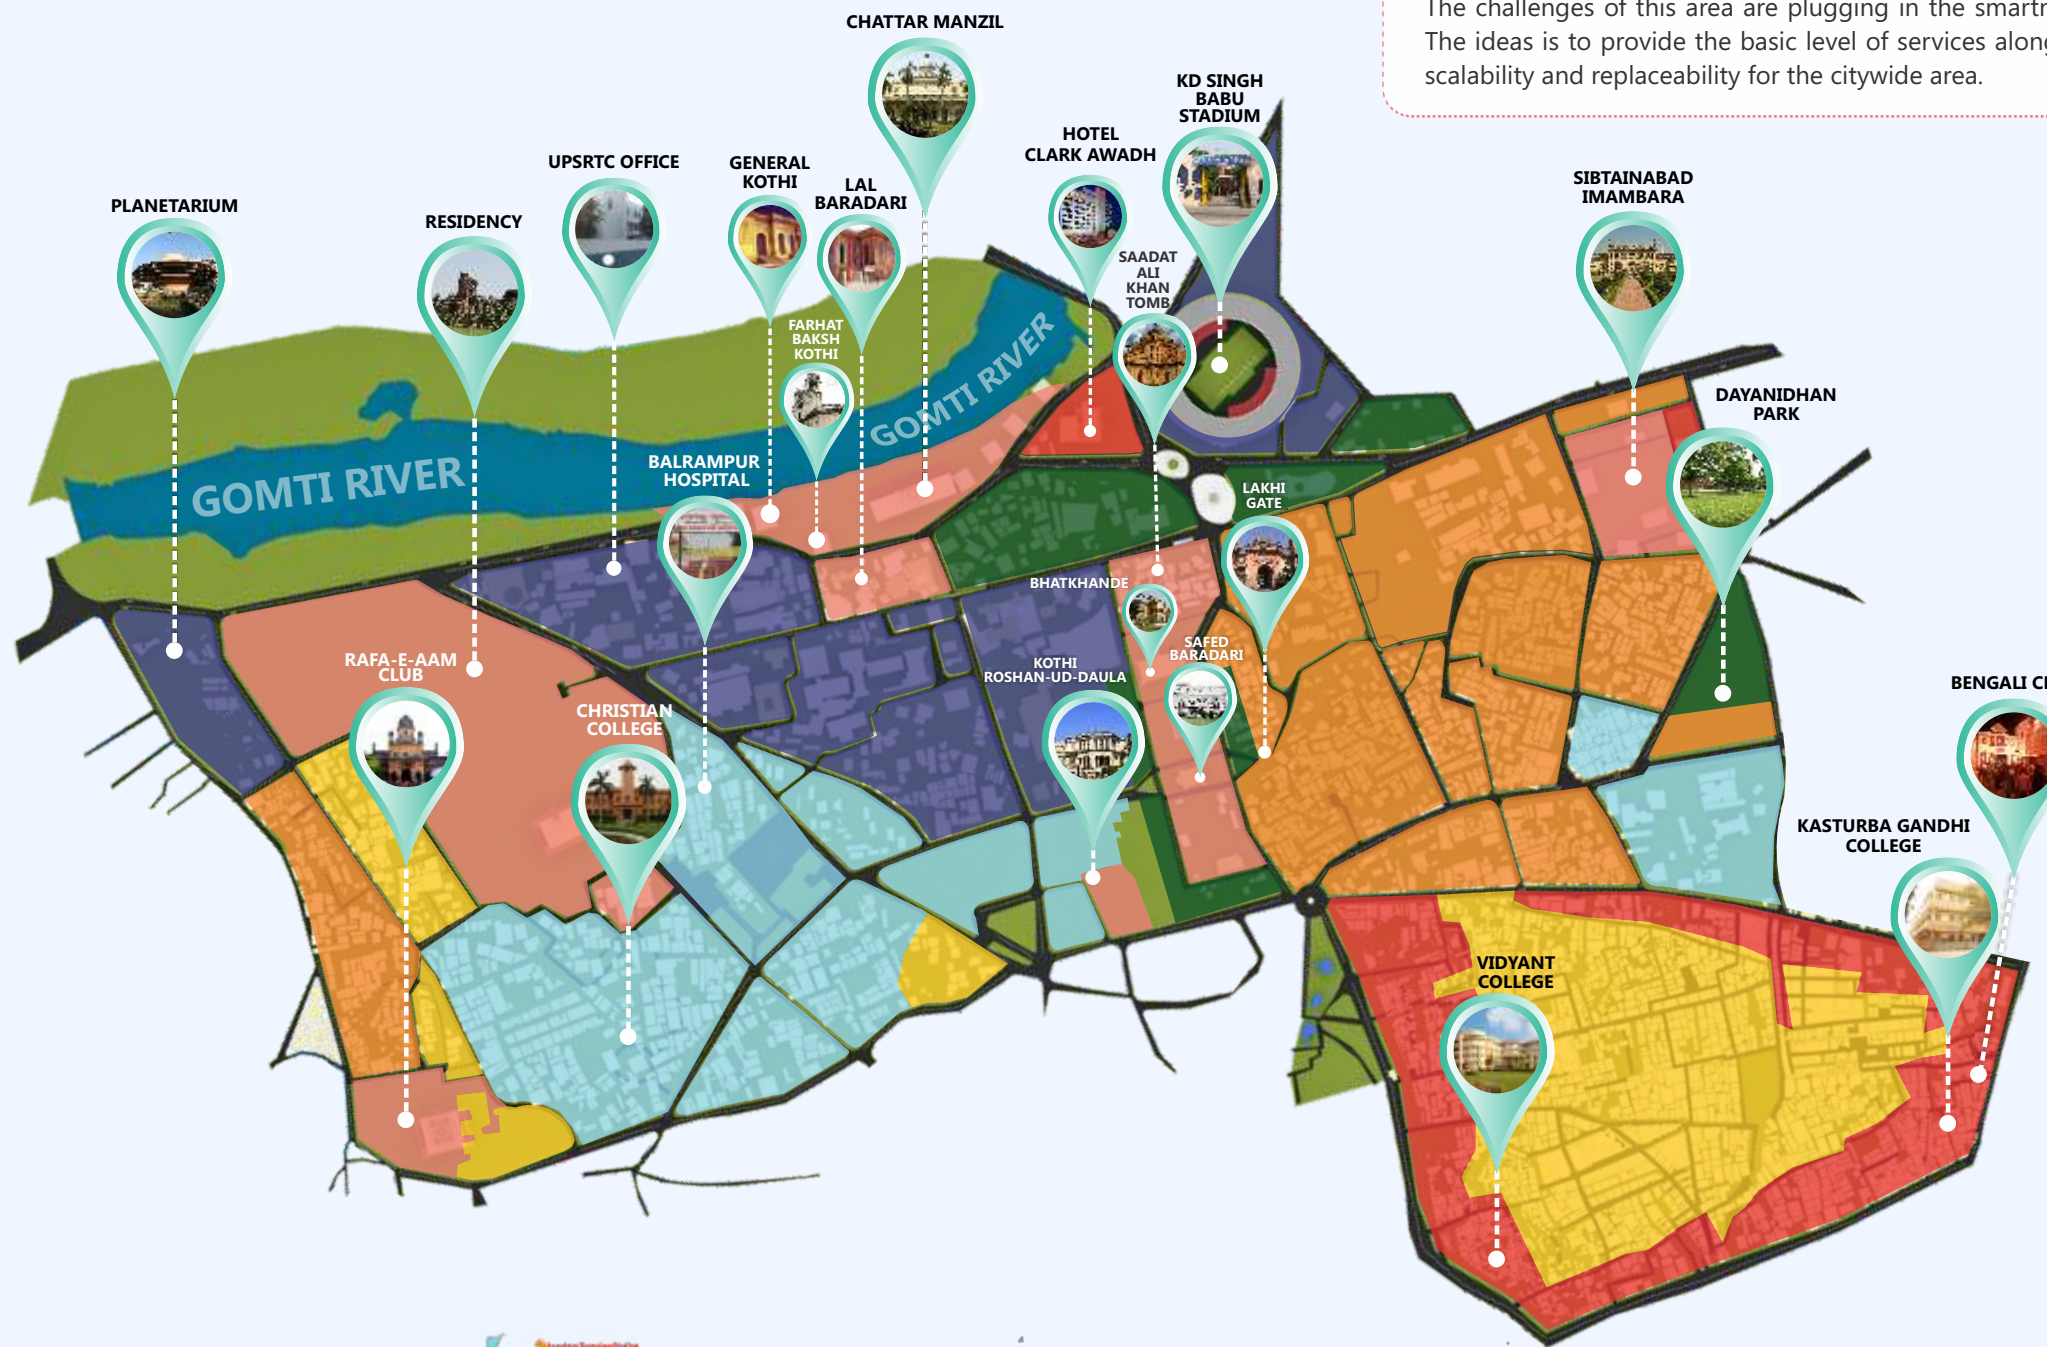 The challenges of this area are plugging in the
The ideas is to provide the basic level of services
scalability and replaceability for the citywide area.
CHATTAR MANZIL
KD SINGH
BABU
STADIUM
HOTEL
CLARK AWADH
UPSRTC OFFICE
GENERAL
KOTHI
LAL
BARADARI
SIBTAINABAD
IMAMBARA
PLANETARIUM
RESIDENCY
SAADAT
ALI
KHAN
TOMB
FARHAT
BAKSH
KOTHI
GOMTI RIVER
DAYANIDHAN
PARK
GOMTI RIVER
BALRAMPUR
HOSPITAL
LAKHI
GATE
BHATKHANDE
SAFED
BARADARI
KOTHI
ROSHAN-UD-DAULA
RAFA-E-AAM
CLUB
CHRISTIAN
COLLEGE
BENGALI
KASTURBA GANDHI
COLLEGE
VIDYANT
COLLEGE